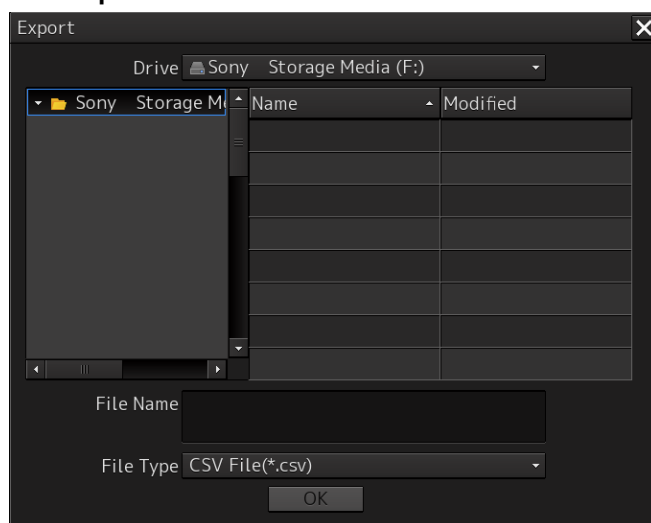 Export
Drive Sony Storage Media (F:)
Sony Storage M
Name Modified
File Name
File Type CSV File(*.csv)
OK